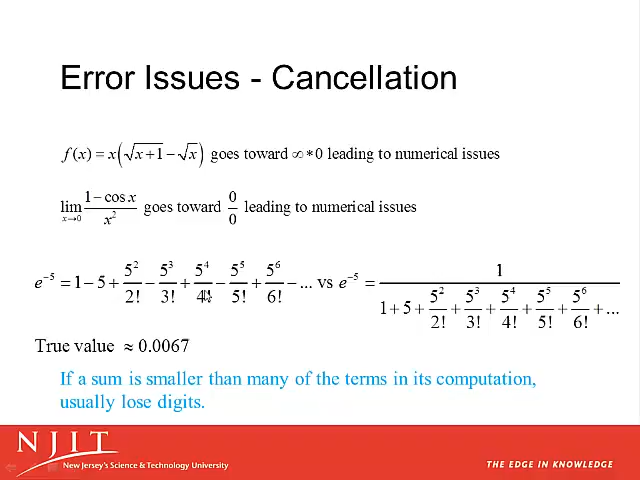 Error Issues - Cancellation
f(x) = x(√x+1 − √x) goes toward ∞*0 leading to numerical issues
lim x→0 (1−cos x)/x² goes toward 0/0 leading to numerical issues
e⁻⁵ = 1−5+5²/2!−5³/3!+5⁴/4!−5⁵/5!+5⁶/6!−... vs e⁻⁵ = 1/(1+5+5²/2!+5³/3!+5⁴/4!+5⁵/5!+5⁶/6!+...)
True value ≈ 0.0067
If a sum is smaller than many of the terms in its computation,
usually lose digits.
NJIT
New Jersey's Science & Technology University
THE EDGE IN KNOWLEDGE